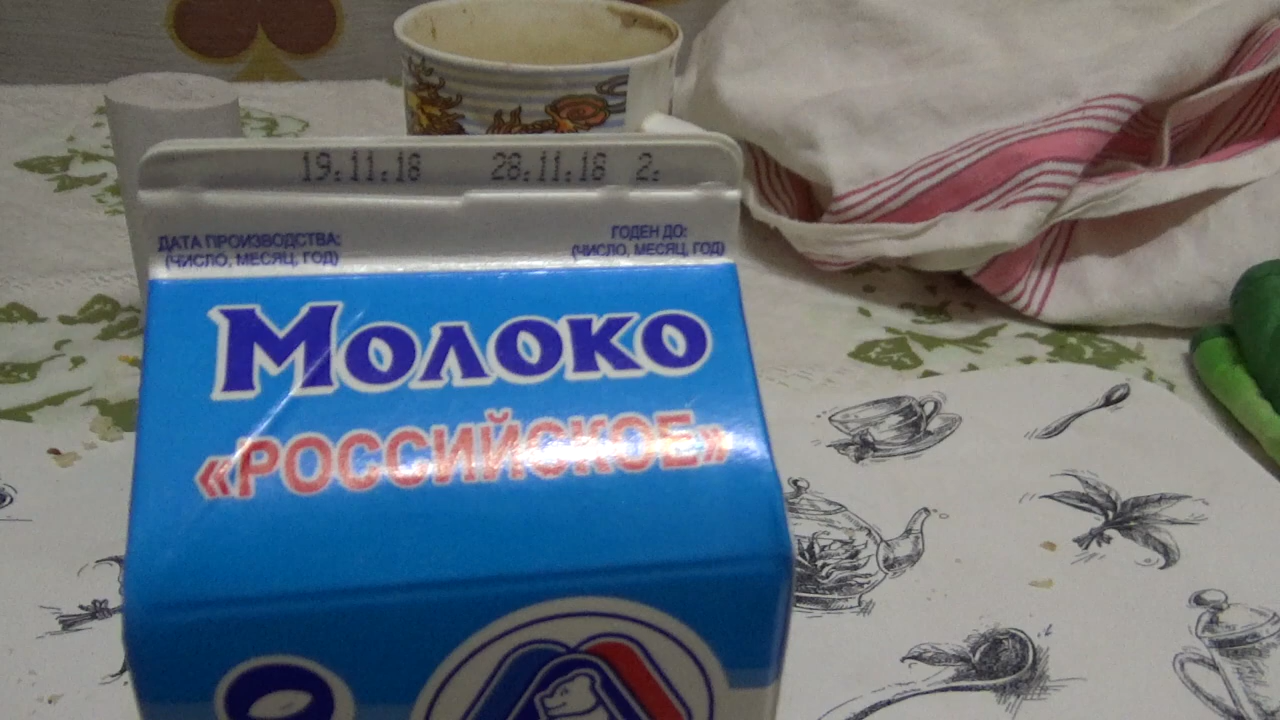 19.11.18 28.11.18 2.
ДАТА ПРОИЗВОДСТВА: ГОДЕН ДО:
(ЧИСЛО, МЕСЯЦ, ГОД) (ЧИСЛО, МЕСЯЦ, ГОД)
Молоко
«РОССИЙСКОЕ»